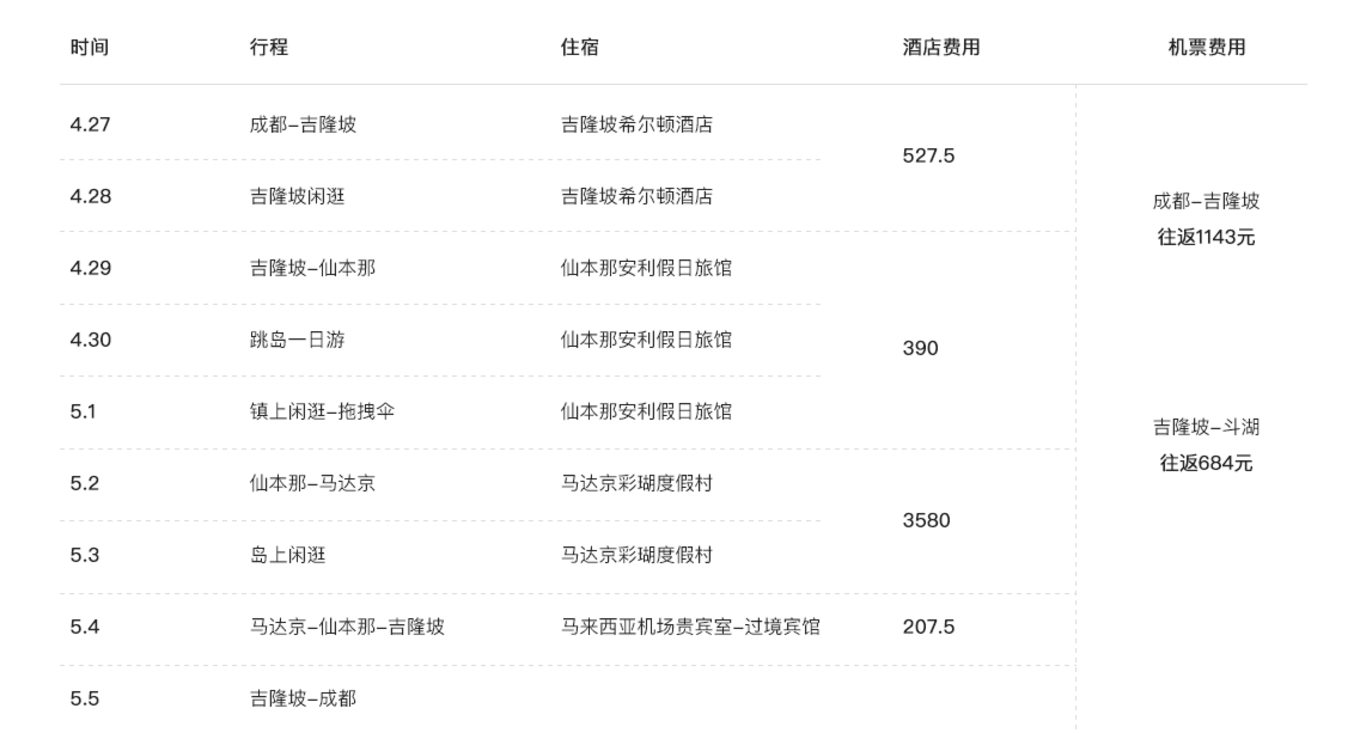 时间 行程 住宿 酒店费用 机票费用
4.27 成都–吉隆坡 吉隆坡希尔顿酒店
527.5
4.28 吉隆坡闲逛 吉隆坡希尔顿酒店
成都–吉隆坡
往返1143元
4.29 吉隆坡–仙本那 仙本那安利假日旅馆
4.30 跳岛一日游 仙本那安利假日旅馆
390
5.1 镇上闲逛–拖拽伞 仙本那安利假日旅馆
吉隆坡–斗湖
往返684元
5.2 仙本那–马达京 马达京彩瑚度假村
3580
5.3 岛上闲逛 马达京彩瑚度假村
5.4 马达京–仙本那–吉隆坡 马来西亚机场贵宾室–过境宾馆 207.5
5.5 吉隆坡–成都